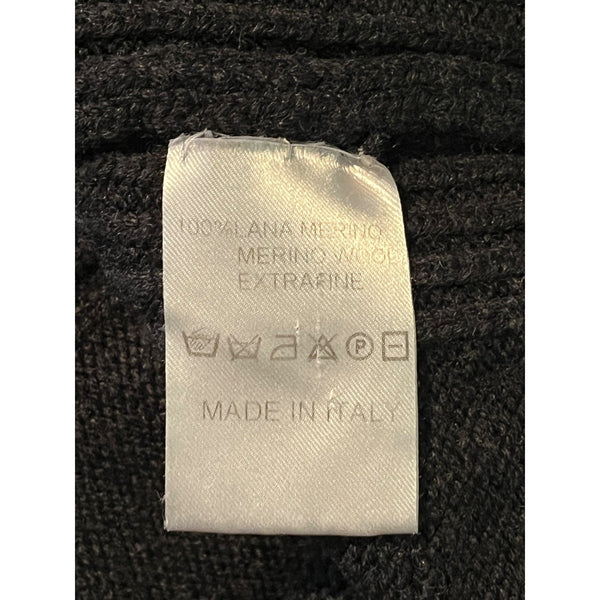 100%LANA MERINO
MERINO WOOL
EXTRAFINE
P
MADE IN ITALY